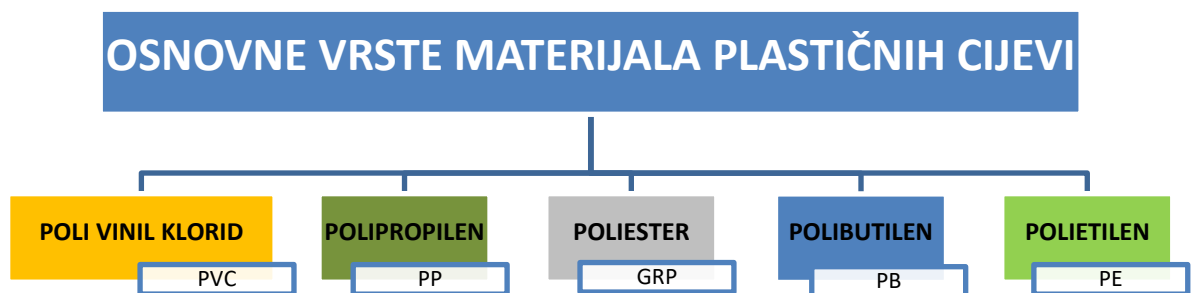 OSNOVNE VRSTE MATERIJALA PLASTIČNIH CIJEVI
POLI VINIL KLORID
PVC
POLIPROPILEN
PP
POLIESTER
GRP
POLIBUTILEN
PB
POLIETILEN
PE